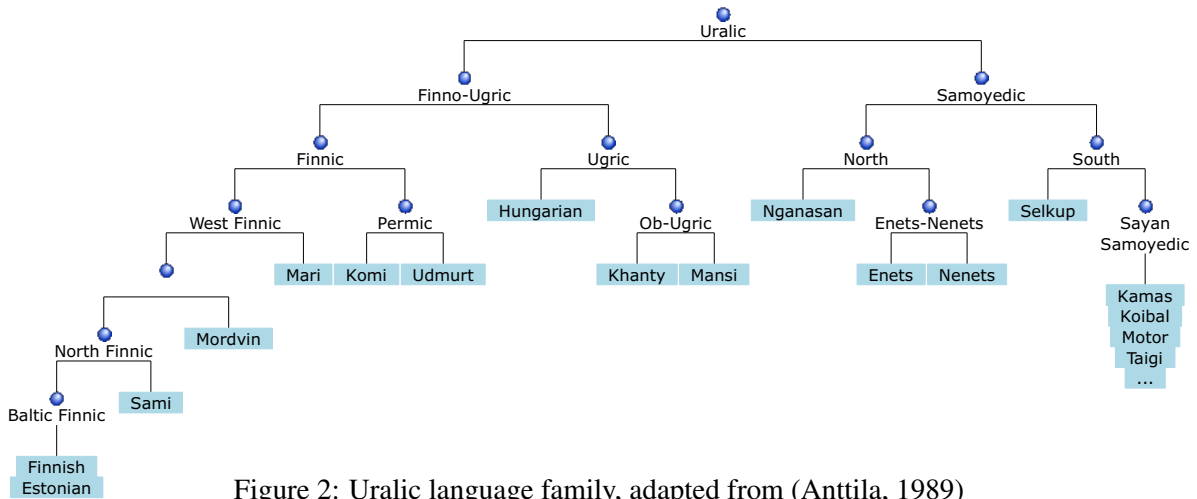 Uralic
Finno-Ugric
Samoyedic
Finnic
Ugric
North
South
West Finnic
Permic
Hungarian
Ob-Ugric
Nganasan
Enets-Nenets
Selkup
Sayan
Samoyedic
Mari
Komi
Udmurt
Khanty
Mansi
Enets
Nenets
Kamas
Koibal
Motor
Taigi
...
North Finnic
Mordvin
Baltic Finnic
Sami
Finnish
Estonian
Figure 2: Uralic language family, adapted from (Anttila, 1989)